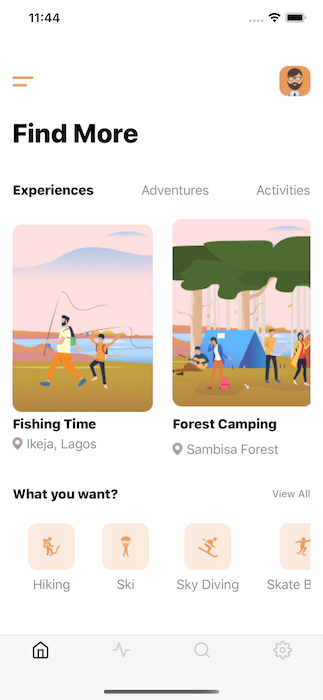 11:44
Find More
Experiences Adventures Activities
Fishing Time Forest Camping
Ikeja, Lagos Sambisa Forest
What you want? View All
Hiking Ski Sky Diving Skate B